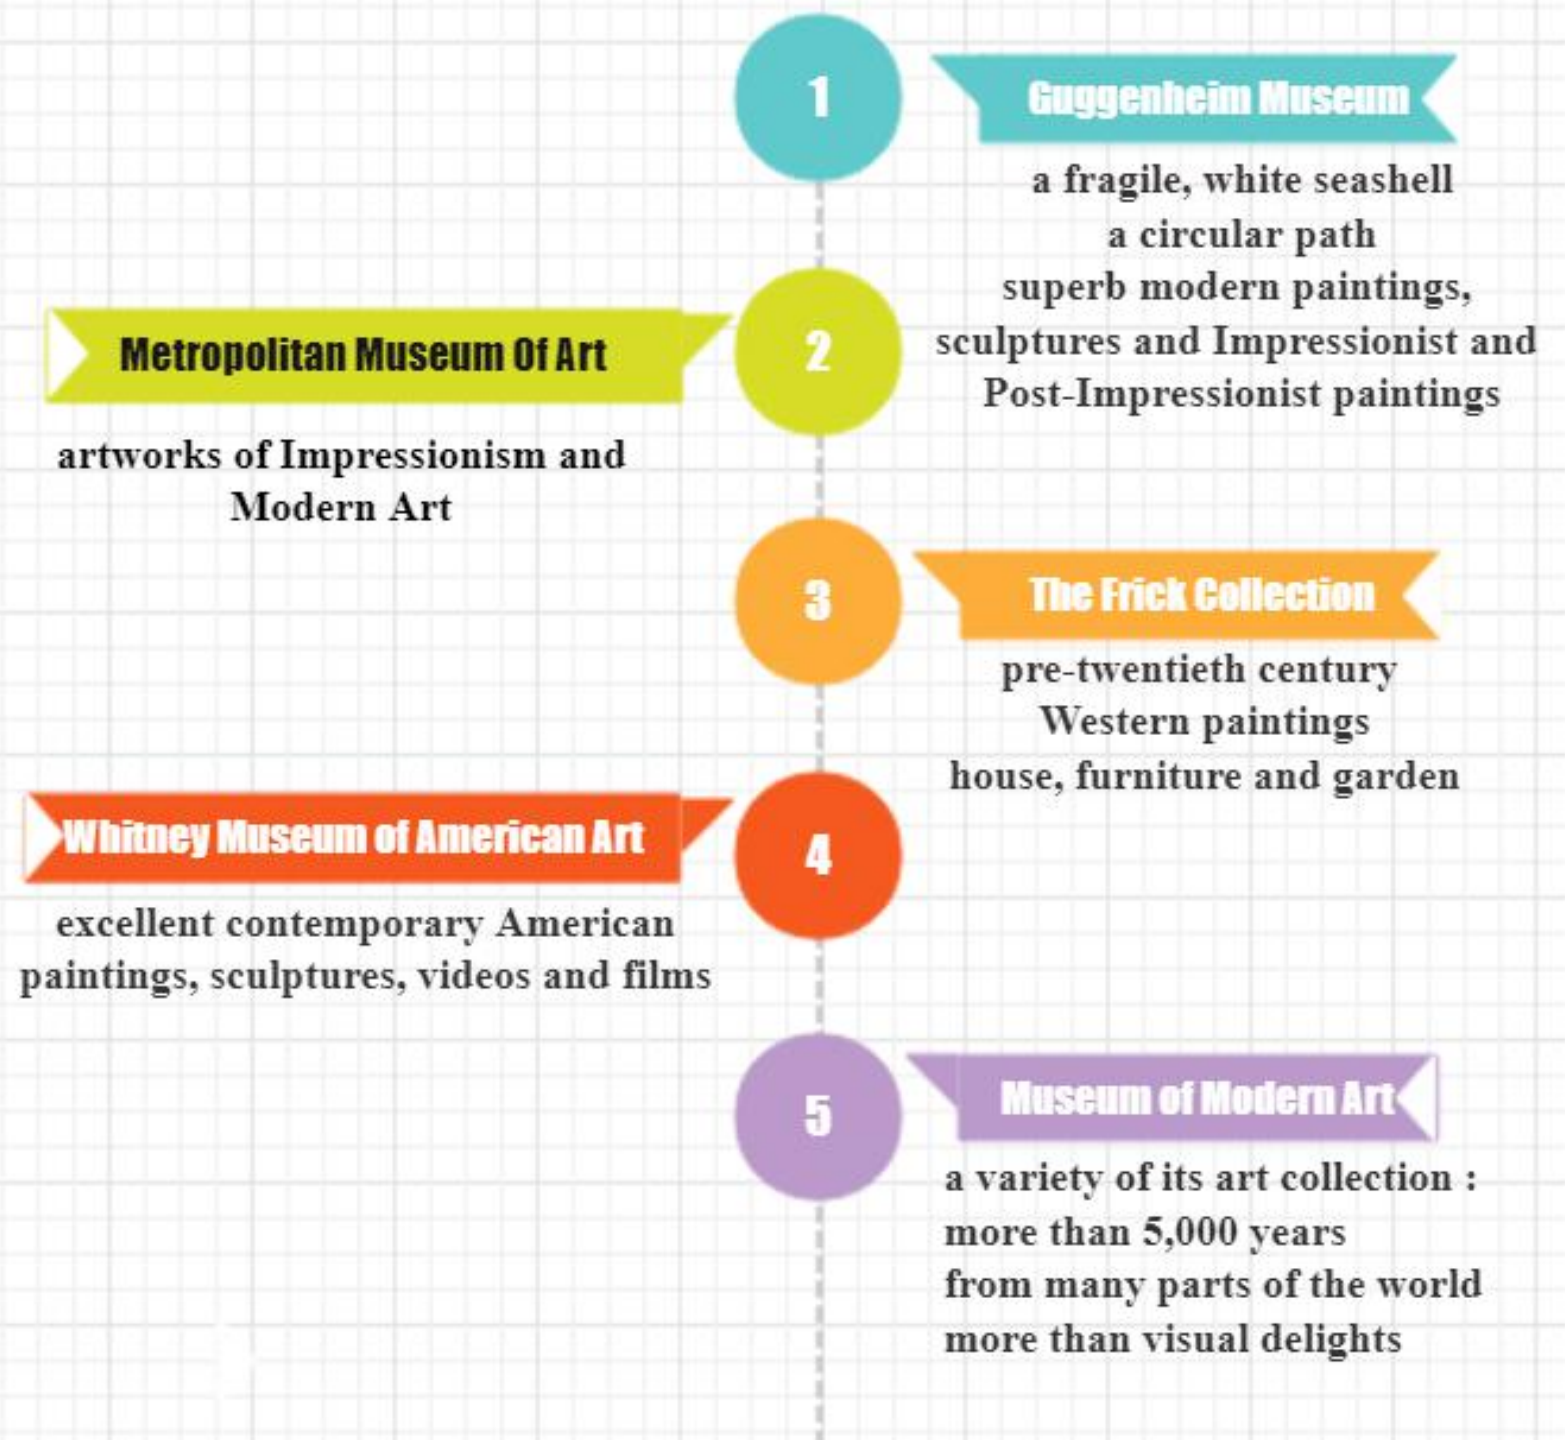 1
Guggenheim Museum
a fragile, white seashell
a circular path
superb modern paintings,
sculptures and Impressionist and
Post-Impressionist paintings
2
Metropolitan Museum Of Art
artworks of Impressionism and
Modern Art
3
The Frick Collection
pre-twentieth century
Western paintings
house, furniture and garden
4
Whitney Museum of American Art
excellent contemporary American
paintings, sculptures, videos and films
5
Museum of Modern Art
a variety of its art collection :
more than 5,000 years
from many parts of the world
more than visual delights